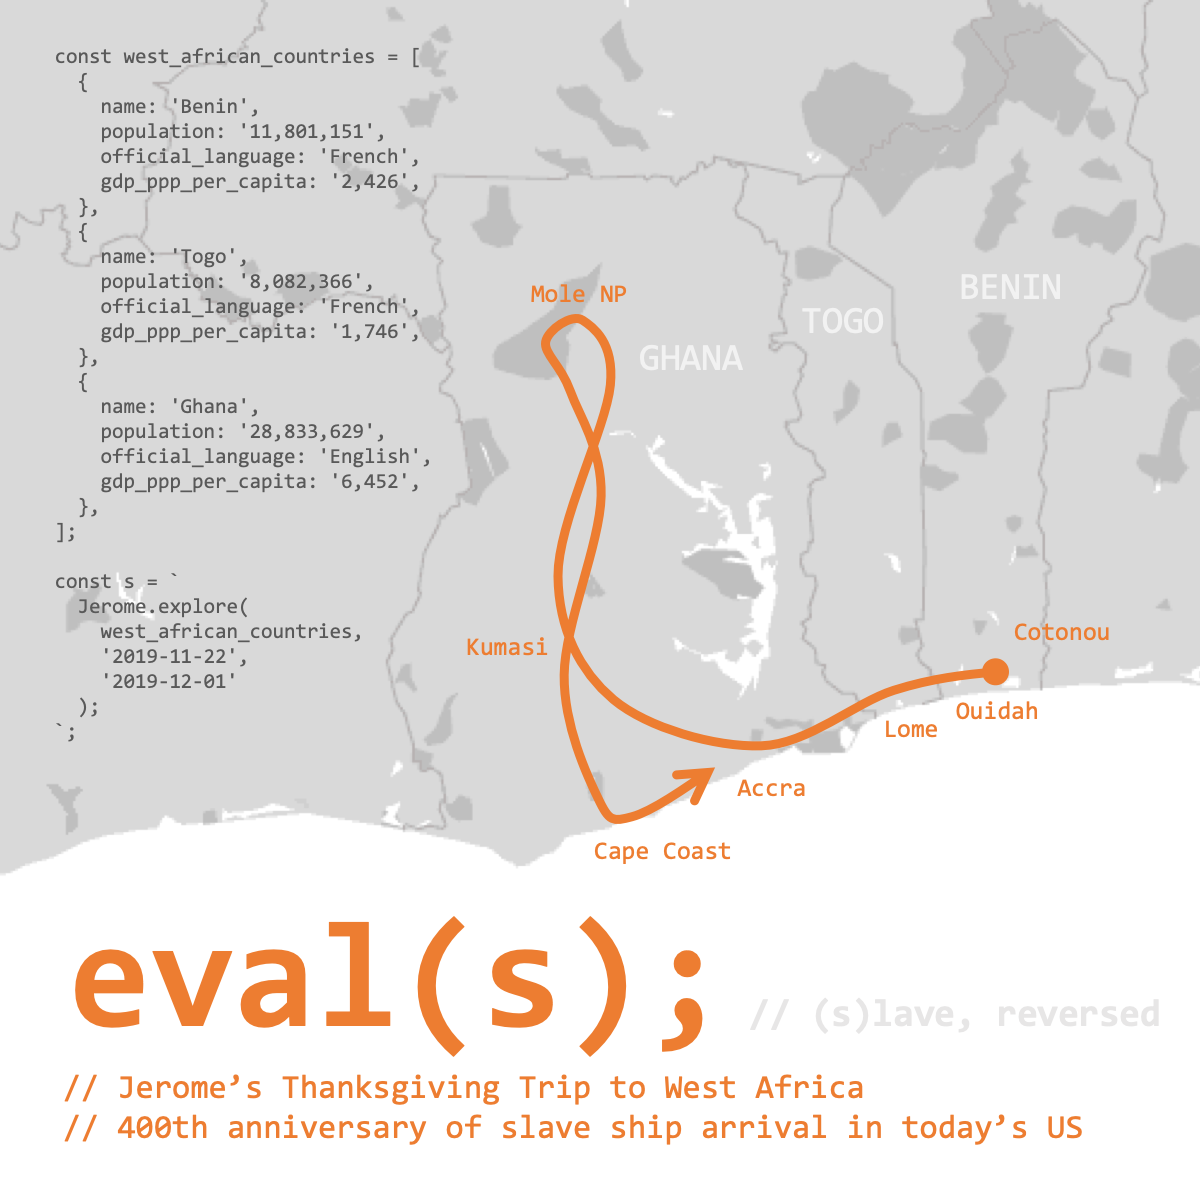 const west_african_countries = [
  {
    name: 'Benin',
    population: '11,801,151',
    official_language: 'French',
    gdp_ppp_per_capita: '2,426',
  },
  {
    name: 'Togo',
    population: '8,082,366',
    official_language: 'French',
    gdp_ppp_per_capita: '1,746',
  },
  {
    name: 'Ghana',
    population: '28,833,629',
    official_language: 'English',
    gdp_ppp_per_capita: '6,452',
  },
];
const s = `
  Jerome.explore(
    west_african_countries,
    '2019-11-22',
    '2019-12-01'
  );
`;
Mole NP
GHANA
TOGO
BENIN
Kumasi
Cotonou
Ouidah
Lome
Accra
Cape Coast
eval(s);
// (s)lave, reversed
// Jerome’s Thanksgiving Trip to West Africa
// 400th anniversary of slave ship arrival in today’s US